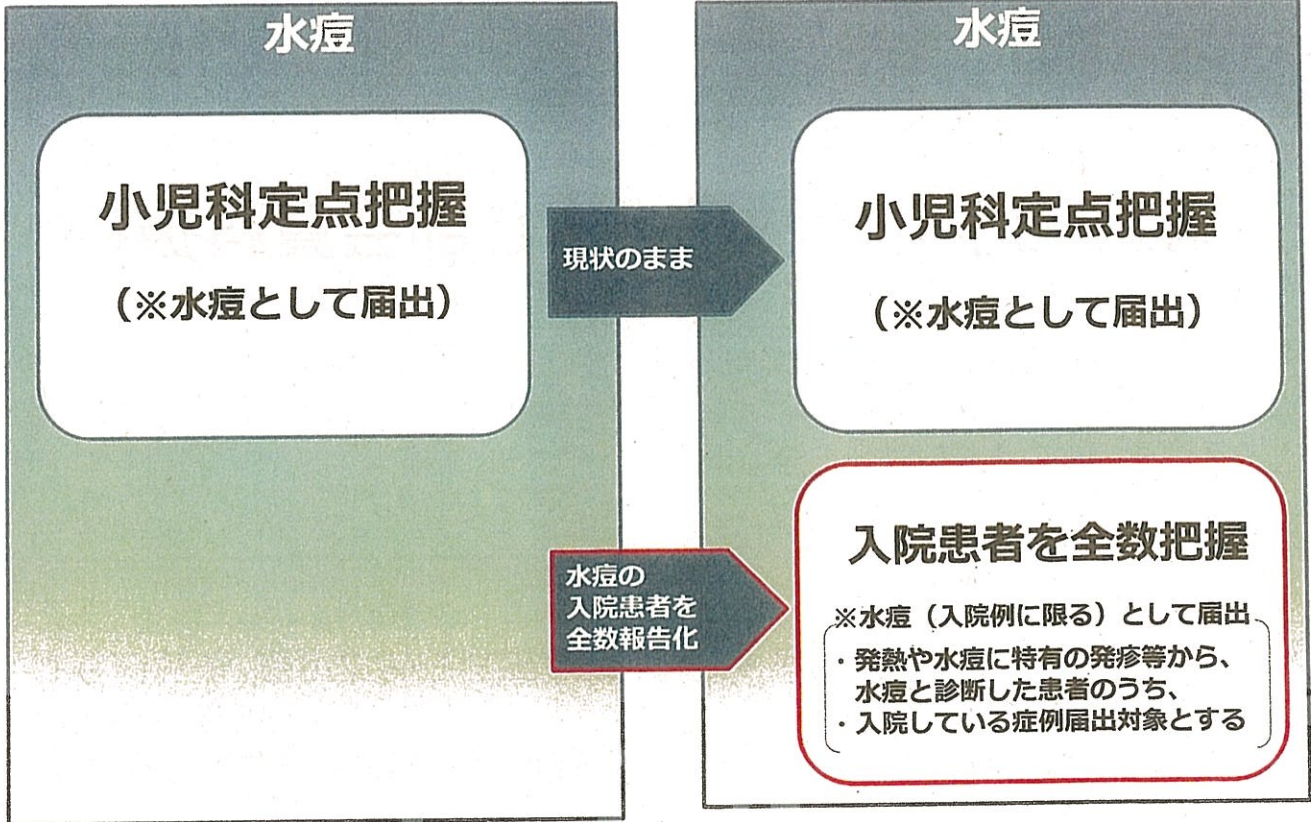 水痘
小児科定点把握
（※水痘として届出）
現状のまま
水痘の
入院患者を
全数報告化
水痘
小児科定点把握
（※水痘として届出）
入院患者を全数把握
※水痘（入院例に限る）として届出
・発熱や水痘に特有の発疹等から、
水痘と診断した患者のうち、
・入院している症例届出対象とする